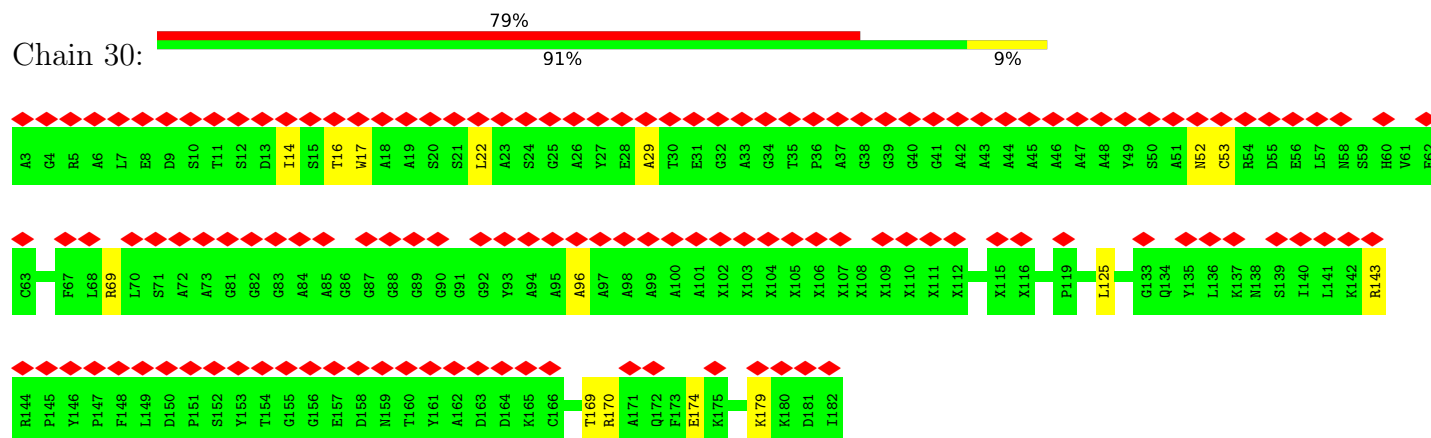 79%
Chain 30:
91% 9%
A3 G4 R5 A6 L7 E8 D9 S10 T11 S12 D13 I14 S15 T16 W17 A18 A19 S20 S21 L22 A23 S24 G25 A26 Y27 E28 A29 T30 E31 G32 A33 G34 T35 P36 A37 G38 G39 G40 G41 A42 A43 A44 A45 A46 A47 A48 Y49 S50 A51 N52 C53 R54 D55 E56 L57 N58 S59 H60 V61
C63 F67 L68 R69 L70 S71 A72 A73 G81 G82 G83 A84 A85 G86 G87 G88 G89 G90 G91 G92 Y93 A94 A95 A96 A97 A98 A99 A100 A101 X102 X103 X104 X105 X106 X107 X108 X109 X110 X111 X112 X115 X116 P119 L125 G133 Q134 Y135 L136 K137 N138 S139 I140 L141 K142 R143
R144 P145 Y146 P147 F148 L149 D150 P151 S152 Y153 T154 G155 G156 E157 D158 N159 T160 Y161 A162 D163 D164 K165 C166 T169 R170 A171 Q172 F173 E174 K175 K179 K180 D181 I182